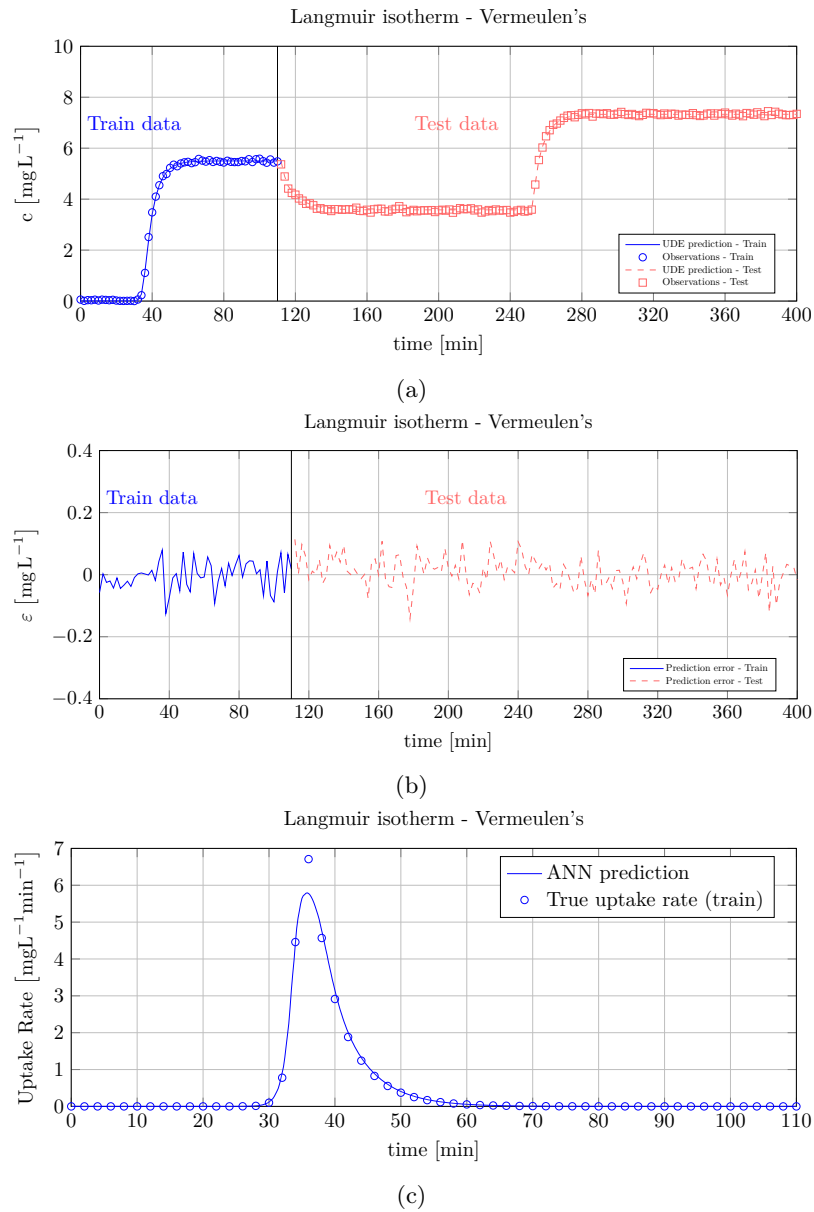 Langmuir isotherm - Vermeulen's
10
8
6
4
2
0
c [mg L⁻¹]
Train data
Test data
UDE prediction - Train
Observations - Train
UDE prediction - Test
Observations - Test
0 40 80 120 160 200 240 280 320 360 400
time [min]
(a)
Langmuir isotherm - Vermeulen's
0.4
0.2
0
−0.2
−0.4
ε [mg L⁻¹]
Train data
Test data
Prediction error - Train
Prediction error - Test
0 40 80 120 160 200 240 280 320 360 400
time [min]
(b)
Langmuir isotherm - Vermeulen's
7
6
5
4
3
2
1
0
Uptake Rate [mgL⁻¹min⁻¹]
ANN prediction
True uptake rate (train)
0 10 20 30 40 50 60 70 80 90 100 110
time [min]
(c)